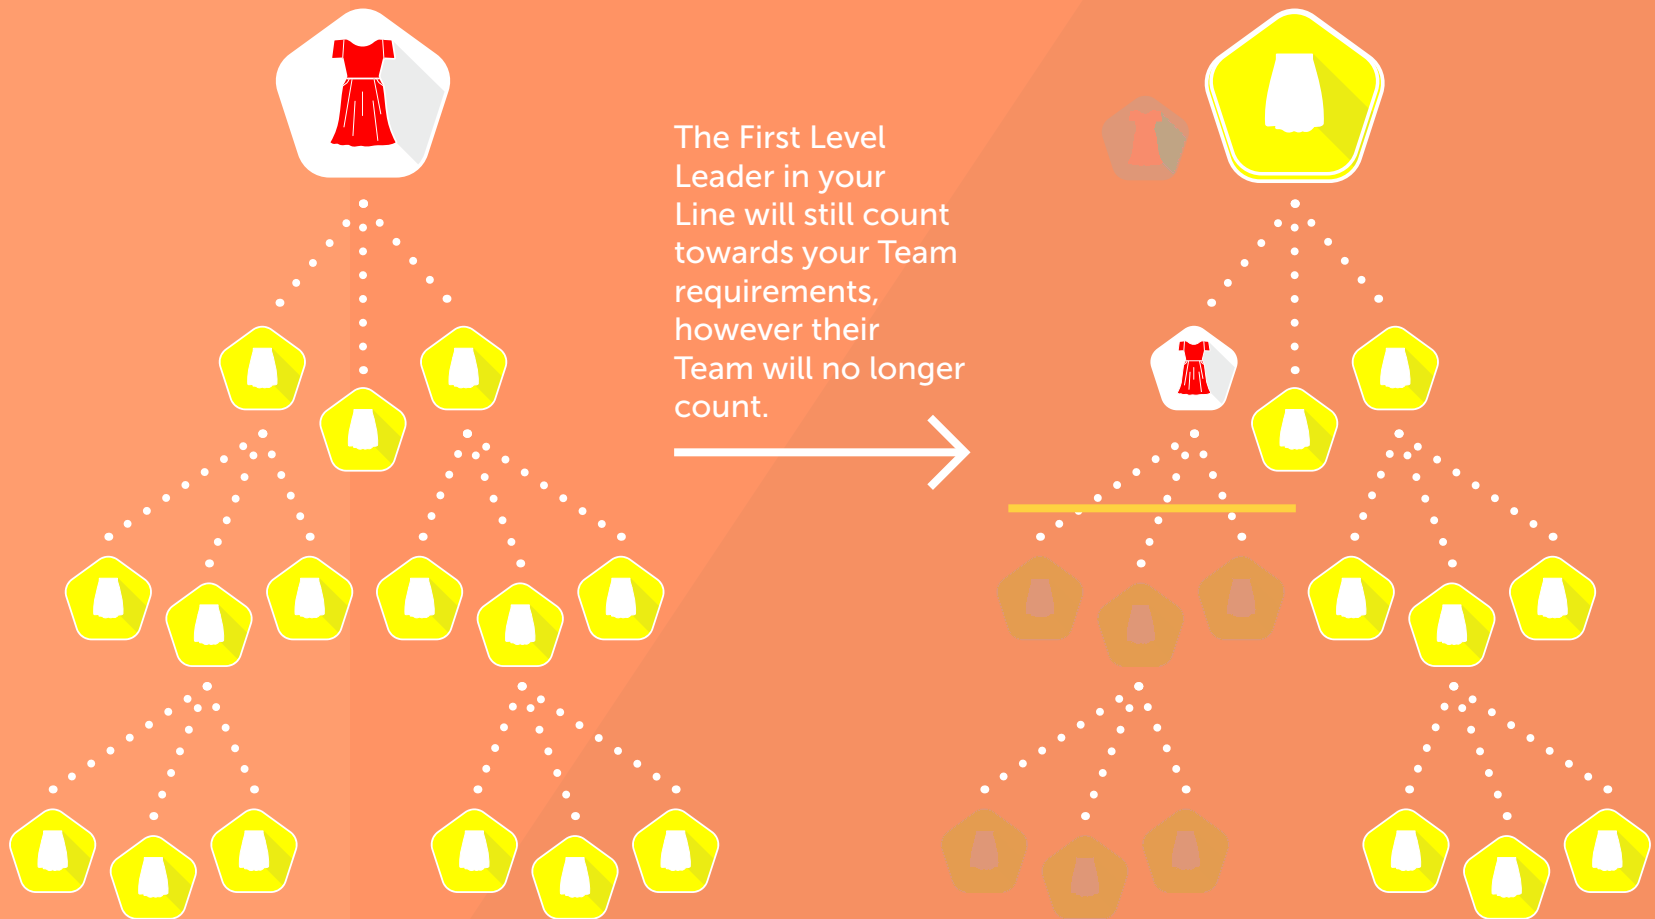 The First Level
Leader in your
Line will still count
towards your Team
requirements,
however their
Team will no longer
count.